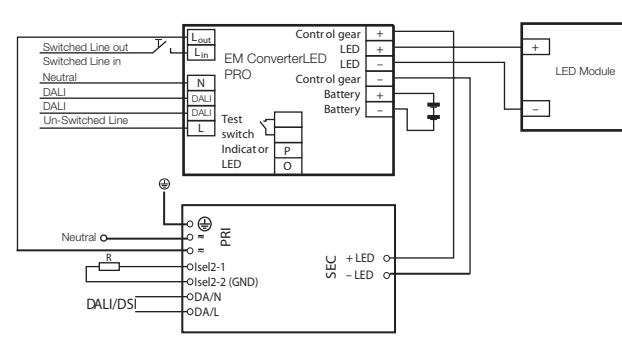 Switched Line out
Switched Line in
Neutral
DALI
DALI
Un-Switched Line
Lout
Lin
N
DALI
DALI
L
EM ConverterLED
PRO
Test
switch
Indicator
LED
P
O
Control gear +
LED +
LED –
Control gear –
Battery +
Battery –
+
–
LED Module
Neutral
R
DALI/DSI
≈
≈
PRI
Isel2-1
Isel2-2 (GND)
DA/N
DA/L
SEC
+ LED
– LED